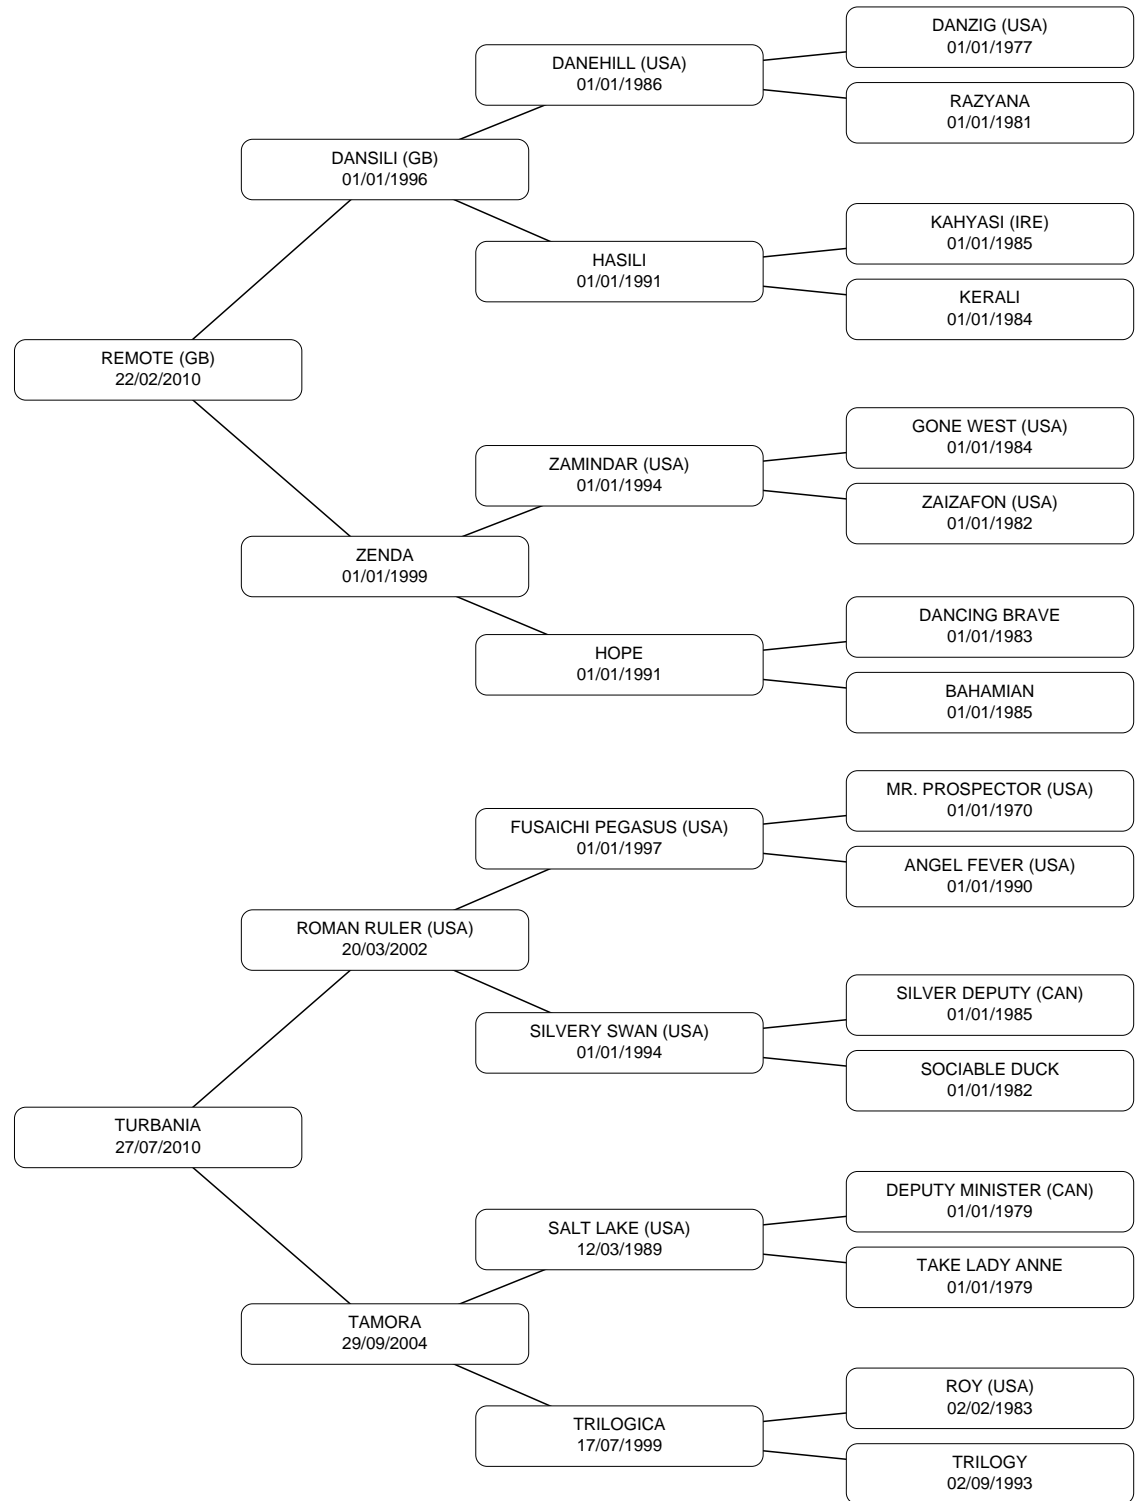 DANZIG (USA)
01/01/1977
DANEHILL (USA)
01/01/1986
RAZYANA
01/01/1981
DANSILI (GB)
01/01/1996
KAHYASI (IRE)
01/01/1985
HASILI
01/01/1991
KERALI
01/01/1984
REMOTE (GB)
22/02/2010
GONE WEST (USA)
01/01/1984
ZAMINDAR (USA)
01/01/1994
ZAIZAFON (USA)
01/01/1982
ZENDA
01/01/1999
DANCING BRAVE
01/01/1983
HOPE
01/01/1991
BAHAMIAN
01/01/1985
MR. PROSPECTOR (USA)
01/01/1970
FUSAICHI PEGASUS (USA)
01/01/1997
ANGEL FEVER (USA)
01/01/1990
ROMAN RULER (USA)
20/03/2002
SILVER DEPUTY (CAN)
01/01/1985
SILVERY SWAN (USA)
01/01/1994
SOCIABLE DUCK
01/01/1982
TURBANIA
27/07/2010
DEPUTY MINISTER (CAN)
01/01/1979
SALT LAKE (USA)
12/03/1989
TAKE LADY ANNE
01/01/1979
TAMORA
29/09/2004
ROY (USA)
02/02/1983
TRILOGICA
17/07/1999
TRILOGY
02/09/1993